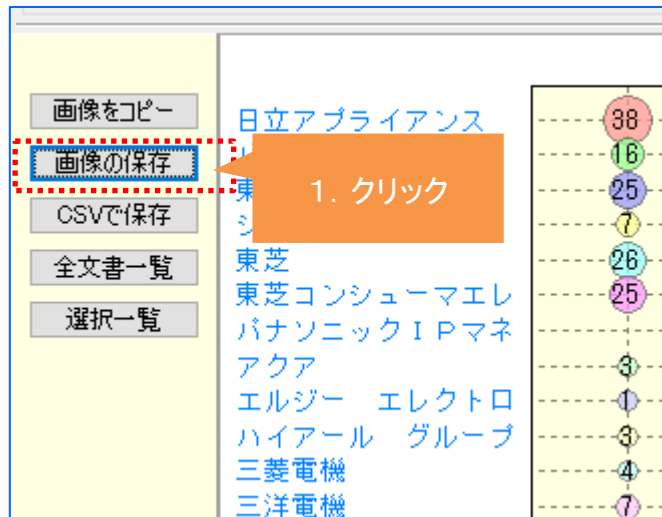 画像をコピー
画像の保存
CSVで保存
全文書一覧
選択一覧
1．クリック
日立アプライアンス
東芝
東芝コンシューマエレ
パナソニックＩＰマネ
アクア
エルジー　エレクトロ
ハイアール　グループ
三菱電機
三洋電機
38
16
25
7
26
25
3
1
3
4
7